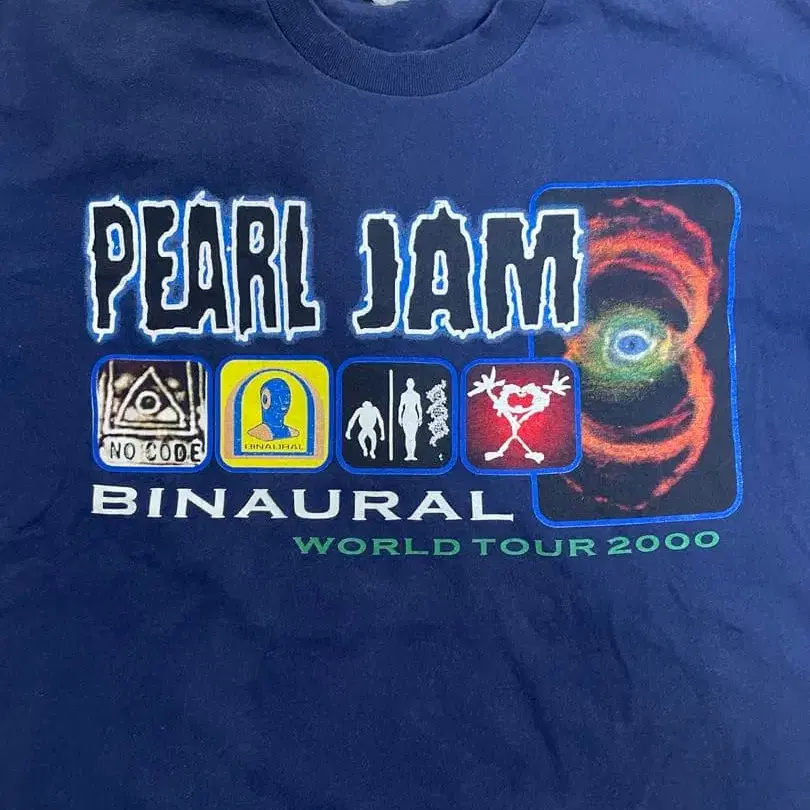 PEARL JAM
NO CODE
BINAURAL
BINAURAL
WORLD TOUR 2000